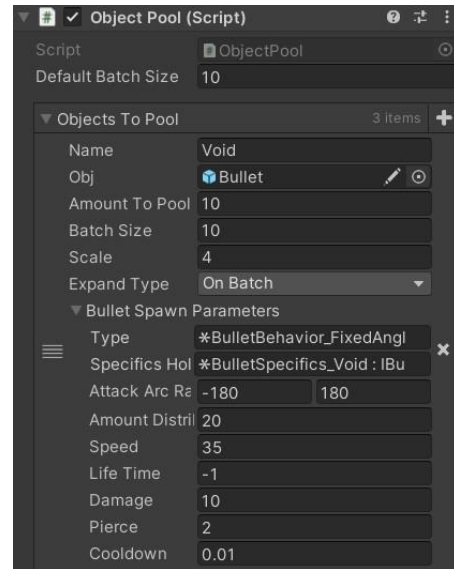 Object Pool (Script)
Script ObjectPool
Default Batch Size 10
Objects To Pool 3 items
Name Void
Obj Bullet
Amount To Pool 10
Batch Size 10
Scale 4
Expand Type On Batch
Bullet Spawn Parameters
Type *BulletBehavior_FixedAngl
Specifics Hol *BulletSpecifics_Void : IBu
Attack Arc Ra -180 180
Amount Distril 20
Speed 35
Life Time -1
Damage 10
Pierce 2
Cooldown 0.01